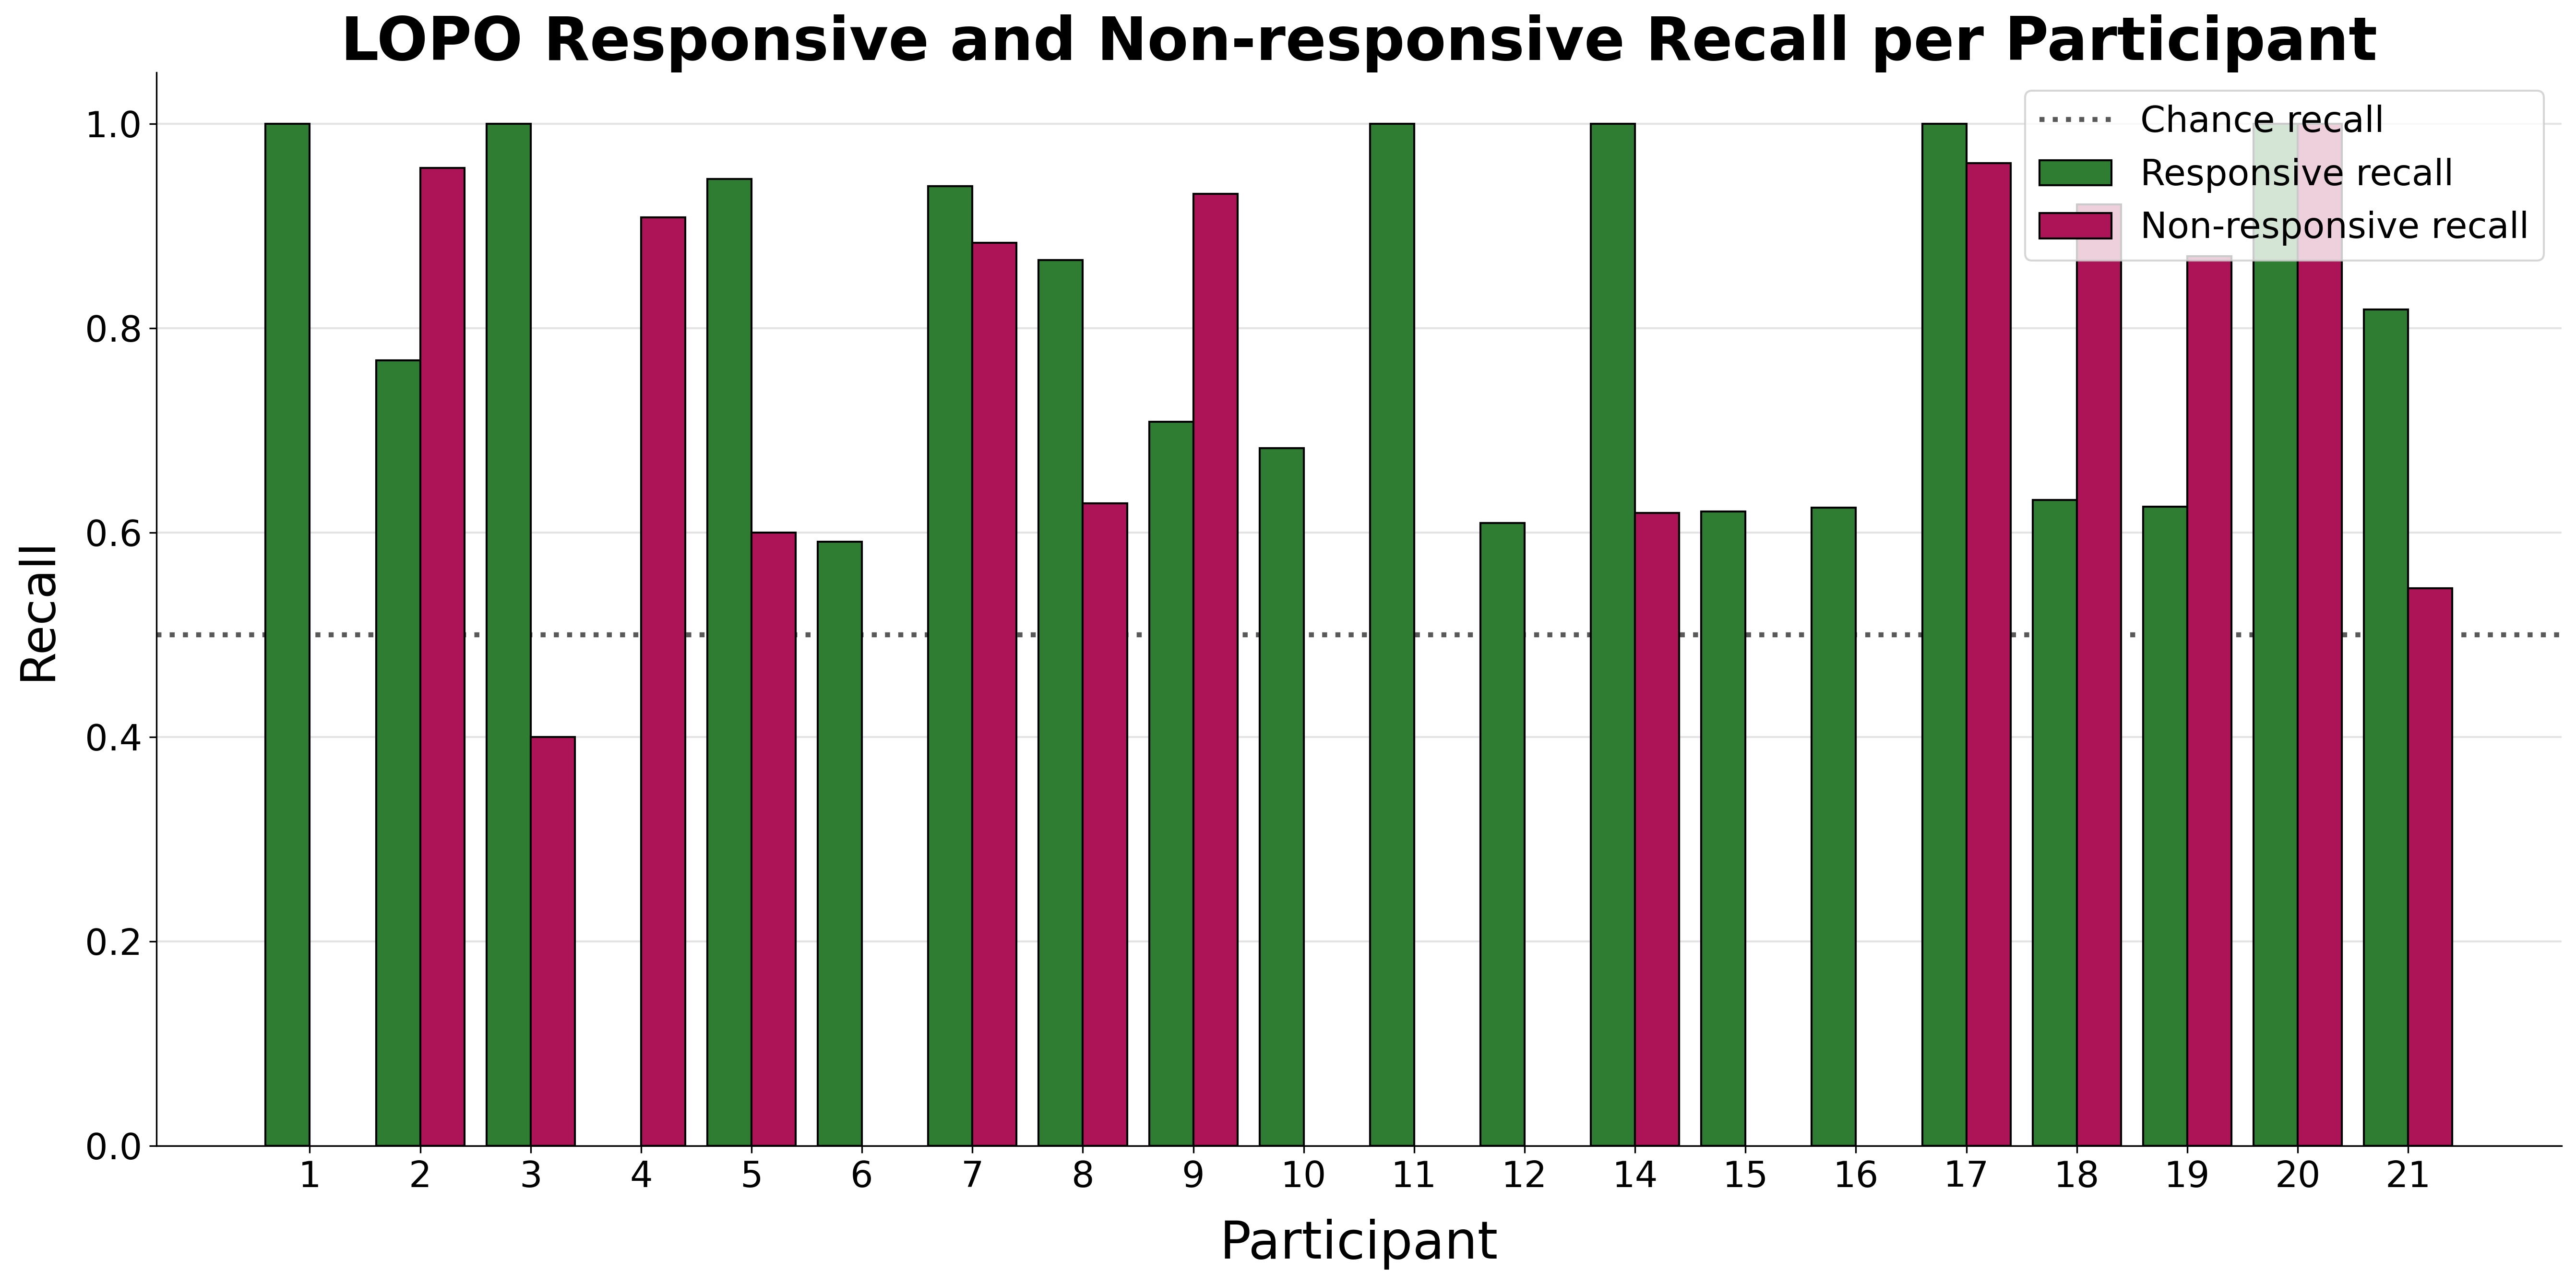 LOPO Responsive and Non-responsive Recall per Participant
Chance recall
Responsive recall
Non-responsive recall
1.0
0.8
0.6
0.4
0.2
0.0
Recall
1 2 3 4 5 6 7 8 9 10 11 12 14 15 16 17 18 19 20 21
Participant